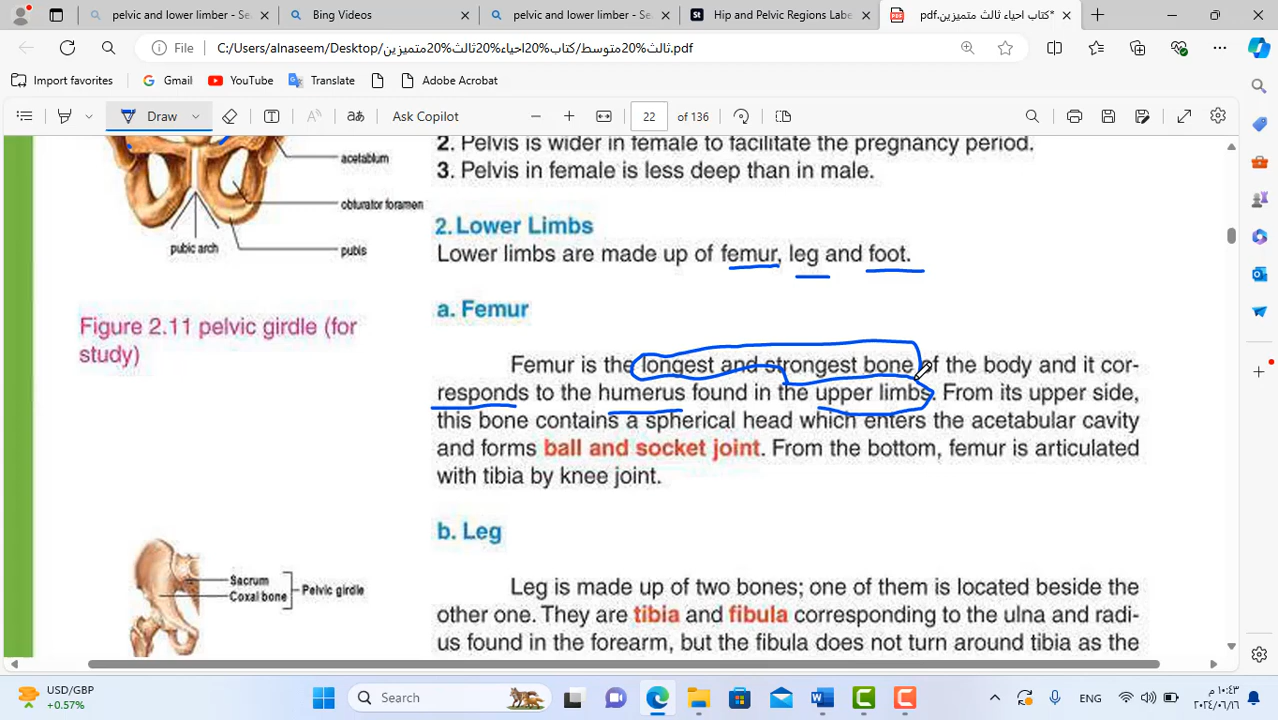 pelvic and lower limber - Se
Bing Videos
pelvic and lower limber - Se
Hip and Pelvic Regions Labe
*كتاب احياء ثالث متميزين.pdf
File
C:/Users/alnaseem/Desktop/ثالث%20متوسط/كتاب%20احياء%20ثالث%20متميزين.pdf
Import favorites
Gmail
YouTube
Translate
Adobe Acrobat
Draw
Ask Copilot
22 of 136
acetablum
obturator foramen
pubic arch
pubis
Figure 2.11 pelvic girdle (for
study)
Sacrum
Coxal bone
Pelvic girdle
2. Pelvis is wider in female to facilitate the pregnancy period.
3. Pelvis in female is less deep than in male.
2. Lower Limbs
Lower limbs are made up of femur, leg and foot.
a. Femur
Femur is the longest and strongest bone of the body and it cor-
responds to the humerus found in the upper limbs. From its upper side,
this bone contains a spherical head which enters the acetabular cavity
and forms ball and socket joint. From the bottom, femur is articulated
with tibia by knee joint.
b. Leg
Leg is made up of two bones; one of them is located beside the
other one. They are tibia and fibula corresponding to the ulna and radi-
us found in the forearm, but the fibula does not turn around tibia as the
USD/GBP
+0.57%
Search
ENG
١٠:٤٣ م
٢٠٢٤/٠٦/١٦